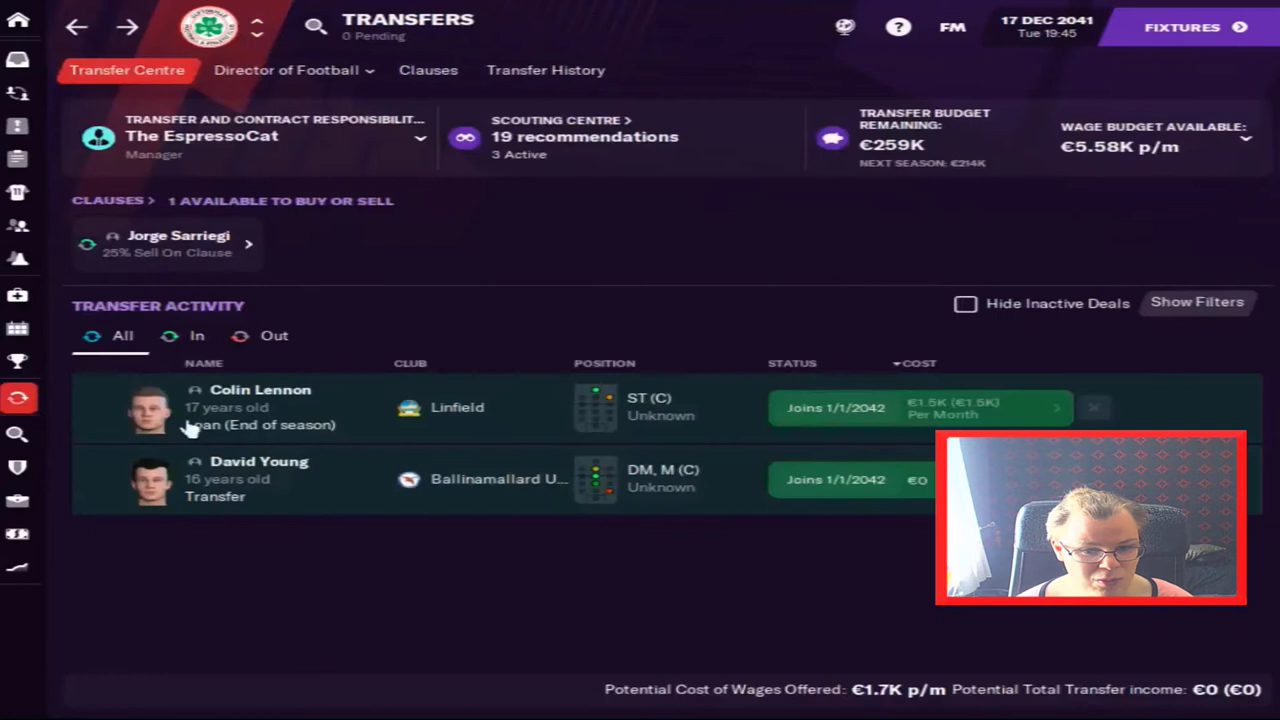 TRANSFERS
0 Pending
FM
17 DEC 2041
Tue 19:45
FIXTURES
Transfer Centre
Director of Football
Clauses
Transfer History
TRANSFER AND CONTRACT RESPONSIBILIT...
The EspressoCat
Manager
SCOUTING CENTRE >
19 recommendations
3 Active
TRANSFER BUDGET
REMAINING:
€259K
NEXT SEASON: €214K
WAGE BUDGET AVAILABLE:
€5.58K p/m
CLAUSES > 1 AVAILABLE TO BUY OR SELL
Jorge Sarriegi
25% Sell On Clause
TRANSFER ACTIVITY
Hide Inactive Deals
Show Filters
All
In
Out
NAME
CLUB
POSITION
STATUS
COST
Colin Lennon
17 years old
Loan (End of season)
Linfield
ST (C)
Unknown
Joins 1/1/2042
€1.5K (€1.5K)
Per Month
David Young
16 years old
Transfer
Ballinamallard U...
DM, M (C)
Unknown
Joins 1/1/2042
€0
Potential Cost of Wages Offered: €1.7K p/m Potential Total Transfer income: €0 (€0)